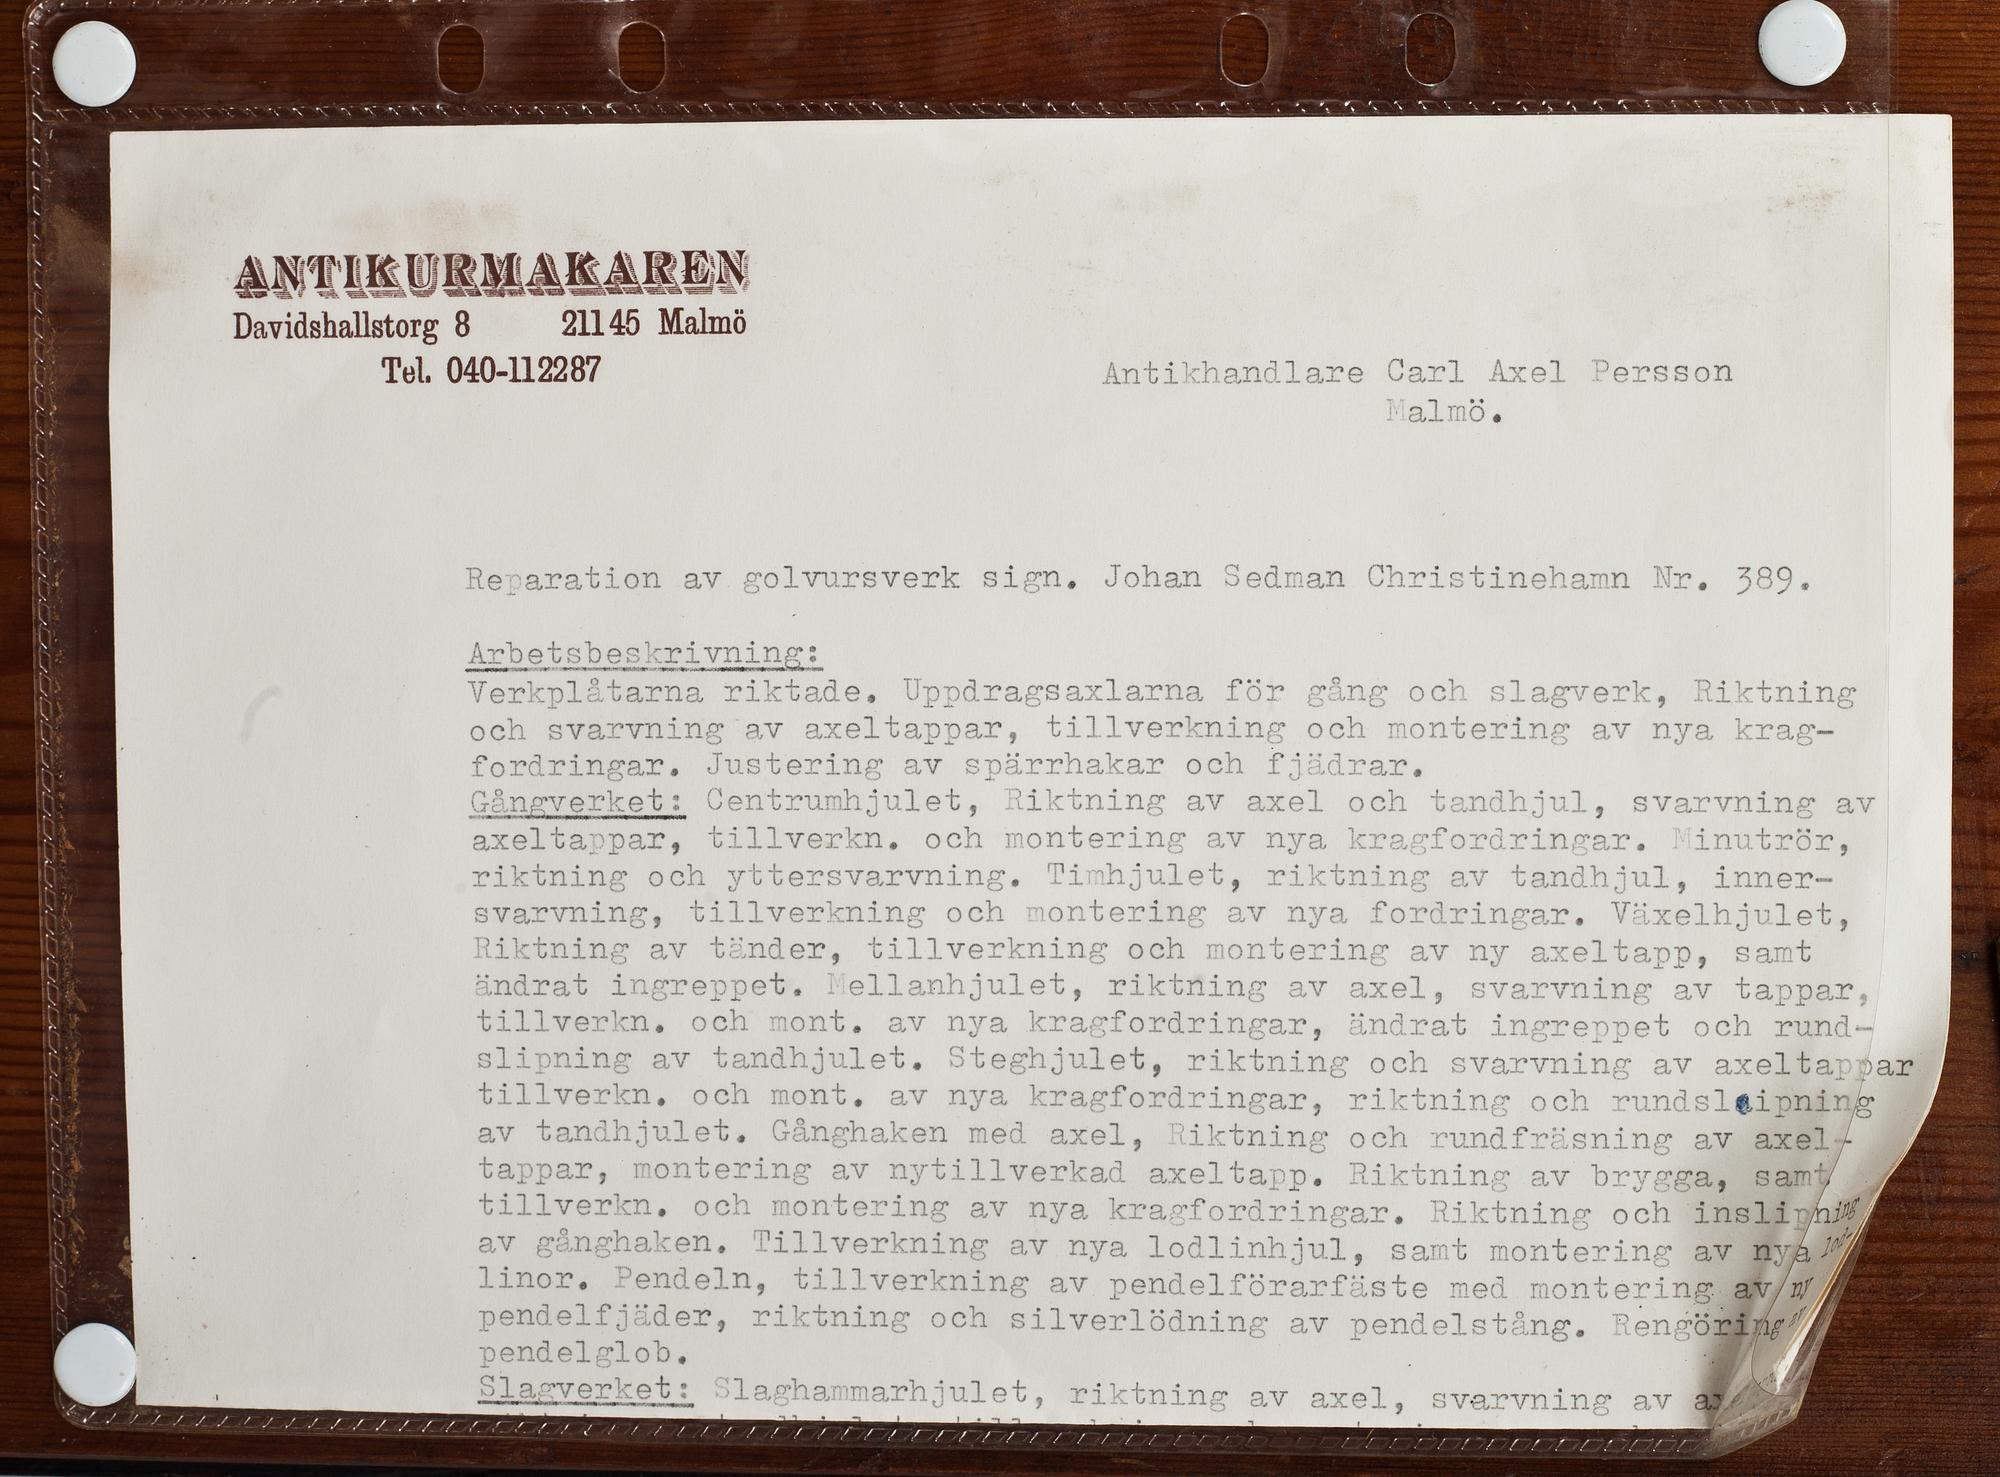 ANTIKURMAKAREN
Davidshallstorg 8 21145 Malmö
Tel. 040-112287
Antikhandlare Carl Axel Persson
Malmö.
Reparation av golvursverk sign. Johan Sedman Christinehamn Nr. 389.
Arbetsbeskrivning:
Verkplåtarna riktade. Uppdragsaxlarna för gång och slagverk, Riktning
och svarvning av axeltappar, tillverkning och montering av nya krag-
fordringar. Justering av spärrhakar och fjädrar.
Gångverket: Centrumhjulet, Riktning av axel och tandhjul, svarvning av
axeltappar, tillverkn. och montering av nya kragfordringar. Minutrör,
riktning och yttersvarvning. Timhjulet, riktning av tandhjul, inner-
svarvning, tillverkning och montering av nya fordringar. Växelhjulet,
Riktning av tänder, tillverkning och montering av ny axeltapp, samt
ändrat ingreppet. Mellanhjulet, riktning av axel, svarvning av tappar,
tillverkn. och mont. av nya kragfordringar, ändrat ingreppet och rund-
slipning av tandhjulet. Steghjulet, riktning och svarvning av axeltappar
tillverkn. och mont. av nya kragfordringar, riktning och rundslipning
av tandhjulet. Gånghaken med axel, Riktning och rundfräsning av axel-
tappar, montering av nytillverkad axeltapp. Riktning av brygga, samt
tillverkn. och montering av nya kragfordringar. Riktning och inslipning
av gånghaken. Tillverkning av nya lodlinhjul, samt montering av nya lod-
linor. Pendeln, tillverkning av pendelförarfäste med montering av ny
pendelfjäder, riktning och silverlödning av pendelstång. Rengöring av
pendelglob.
Slagverket: Slaghammarhjulet, riktning av axel, svarvning av